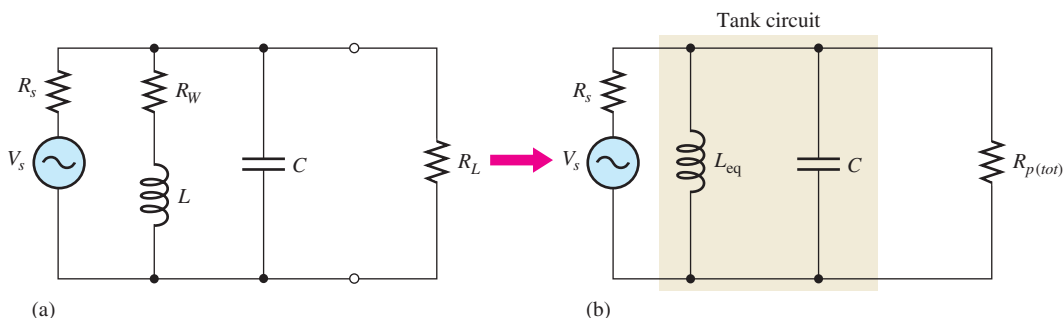 Tank circuit
R_s
R_W
V_s
L
C
R_L
R_s
V_s
L_eq
C
R_p(tot)
(a)
(b)